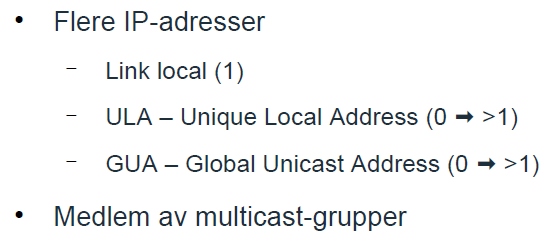 • Flere IP-adresser
– Link local (1)
– ULA – Unique Local Address (0 ➡ >1)
– GUA – Global Unicast Address (0 ➡ >1)
• Medlem av multicast-grupper